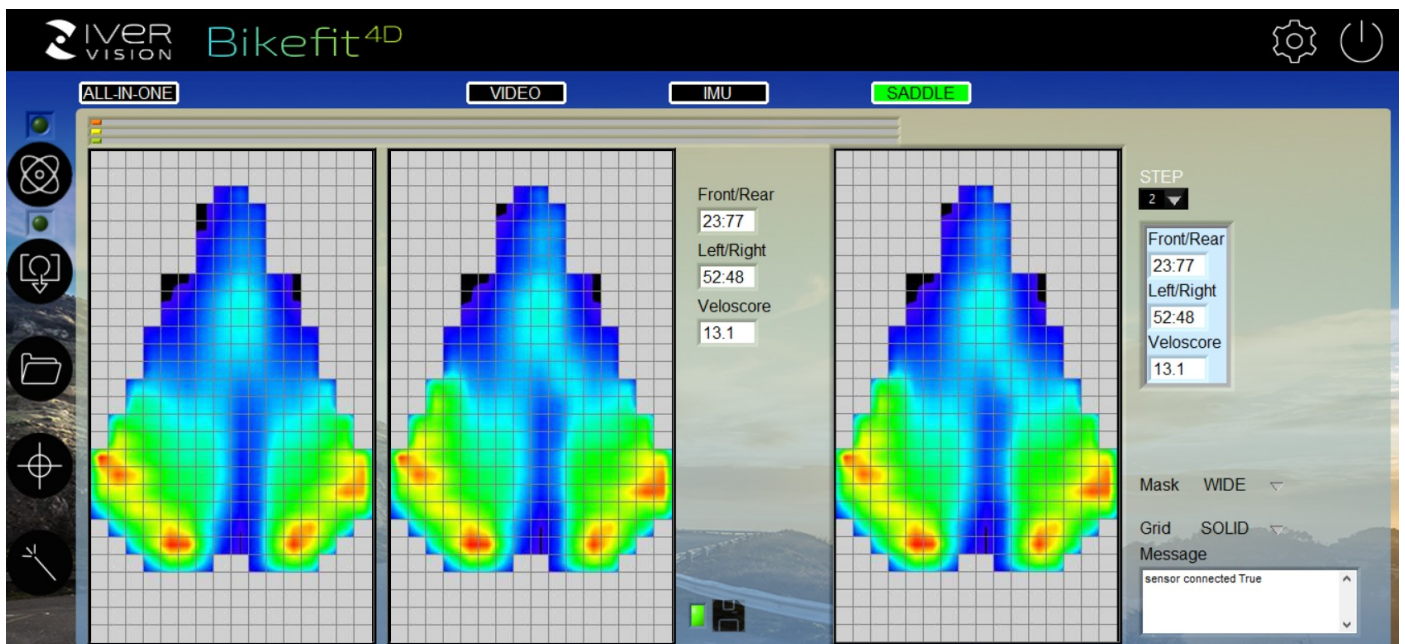 IVER
VISION
Bikefit 4D
ALL-IN-ONE
VIDEO
IMU
SADDLE
Front/Rear
23:77
Left/Right
52:48
Veloscore
13.1
STEP
2
Front/Rear
23:77
Left/Right
52:48
Veloscore
13.1
Mask WIDE
Grid SOLID
Message
sensor connected True